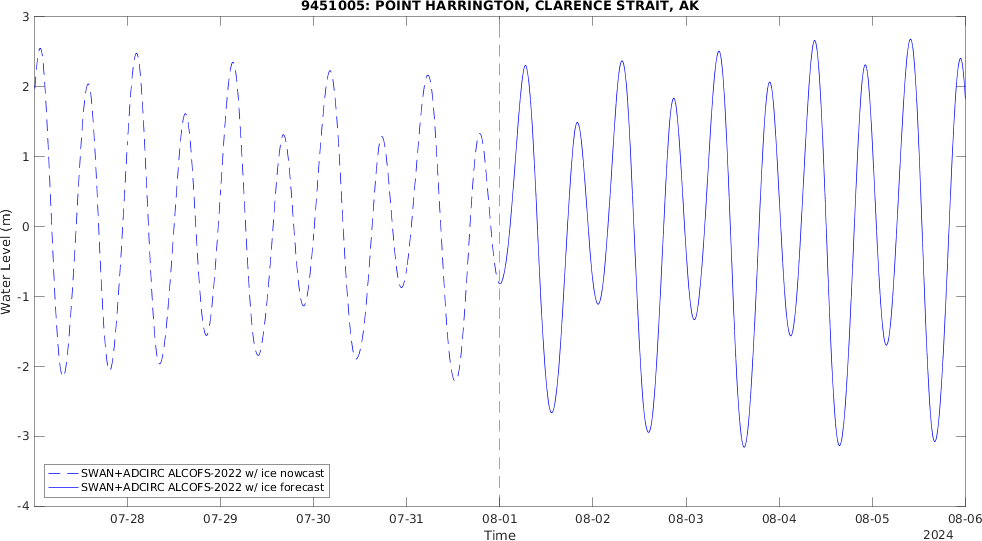 9451005: POINT HARRINGTON, CLARENCE STRAIT, AK
3
2
1
0
-1
-2
-3
-4
Water Level (m)
SWAN+ADCIRC ALCOFS-2022 w/ ice nowcast
SWAN+ADCIRC ALCOFS-2022 w/ ice forecast
07-28 07-29 07-30 07-31 08-01 08-02 08-03 08-04 08-05 08-06
Time
2024